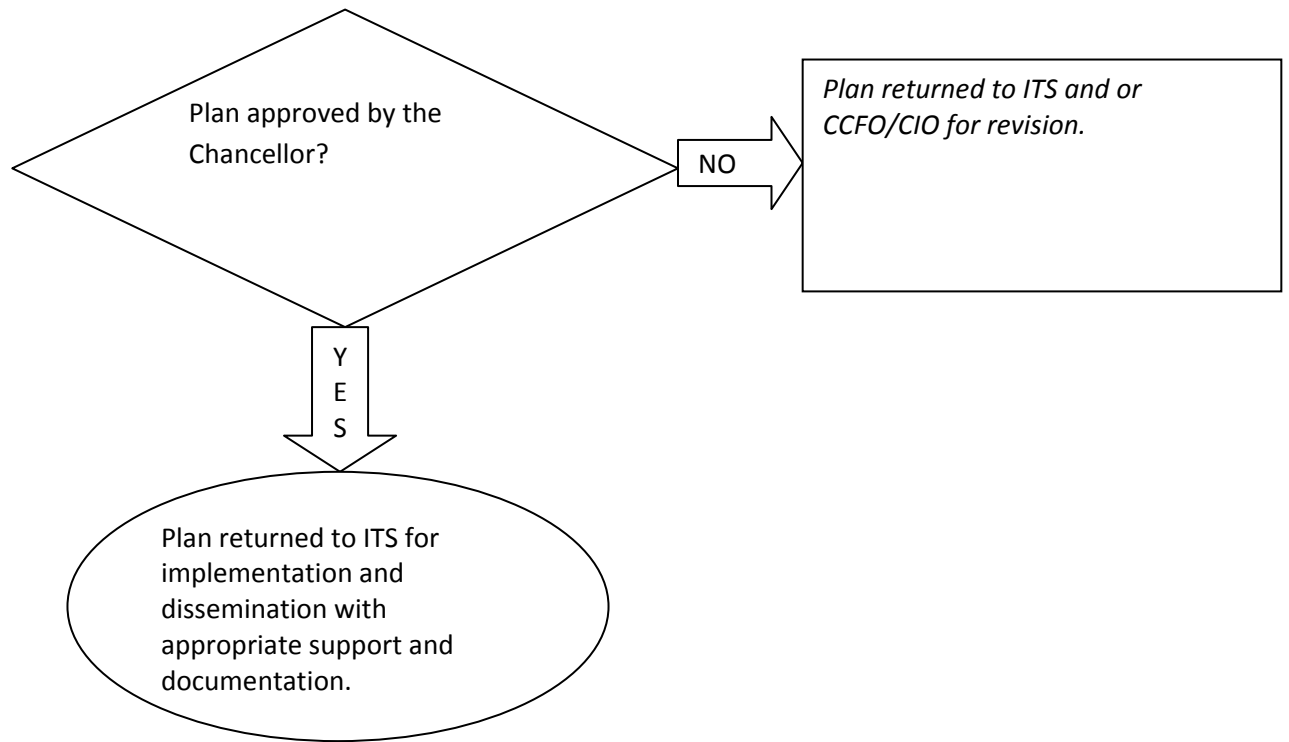 Plan approved by the
Chancellor?
NO
Plan returned to ITS and or
CCFO/CIO for revision.
Y
E
S
Plan returned to ITS for
implementation and
dissemination with
appropriate support and
documentation.